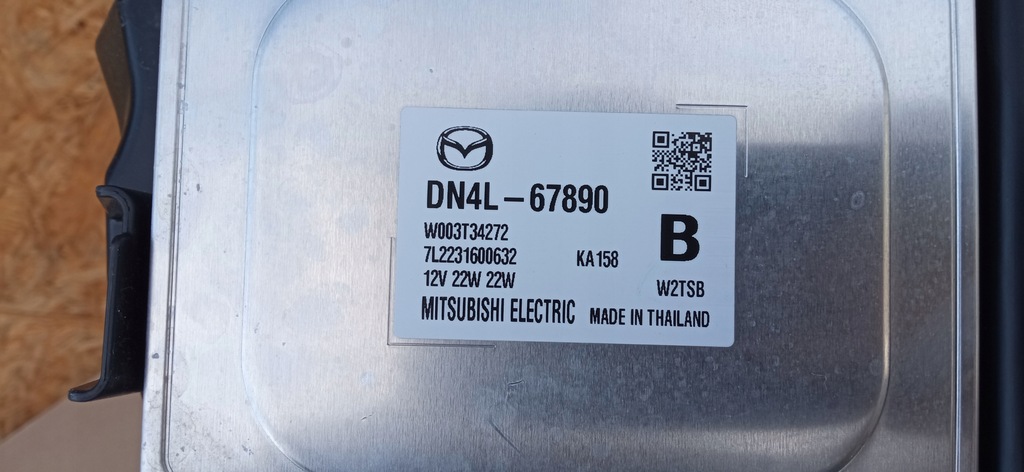 DN4L-67890
W003T34272
7L2231600632
KA158
12V 22W 22W
B
W2TSB
MITSUBISHI ELECTRIC MADE IN THAILAND